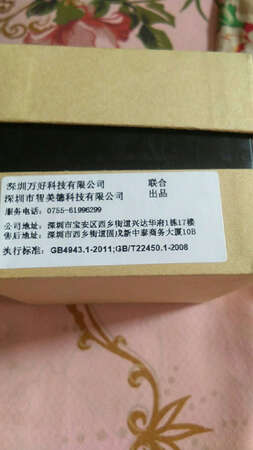 深圳万好科技有限公司 联合
深圳市智美德科技有限公司 出品
服务电话：0755-61996299
公司地址：深圳市宝安区西乡街道兴达华府1栋17楼
售后地址：深圳市西乡街道固戍新中泰商务大厦10B
执行标准：GB4943.1-2011;GB/T22450.1-2008